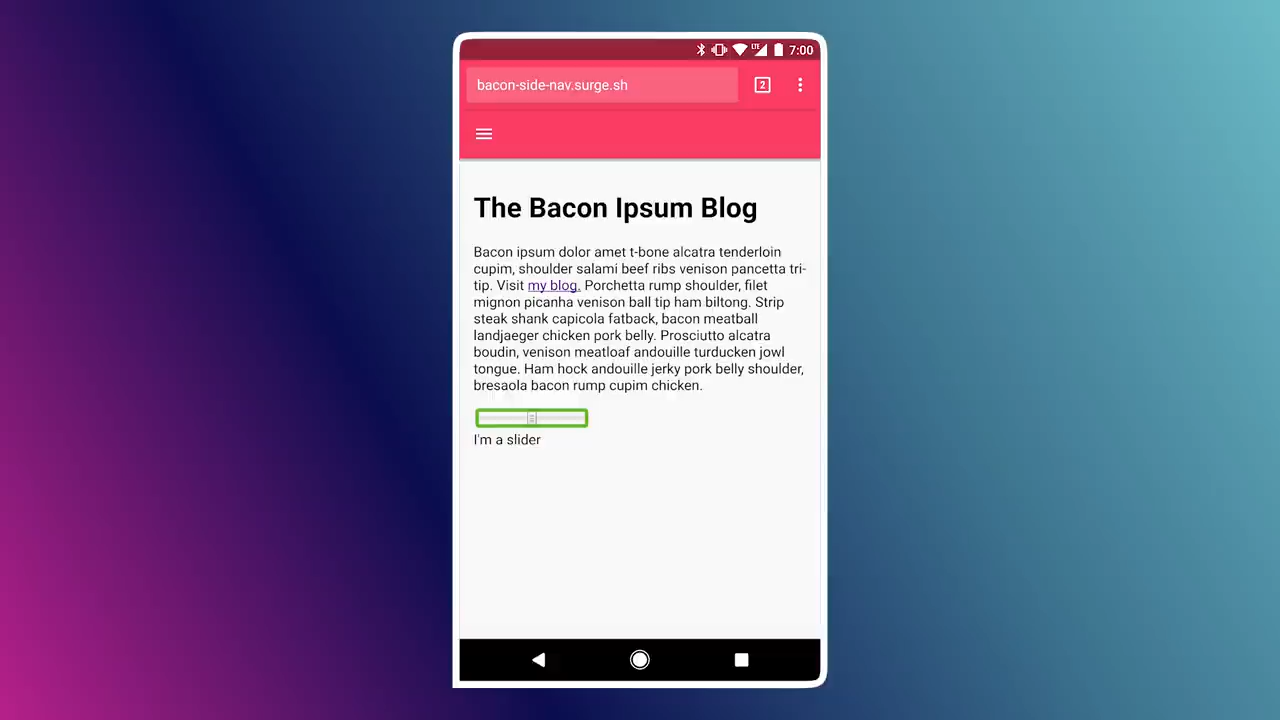 LTE 7:00
bacon-side-nav.surge.sh 2
The Bacon Ipsum Blog
Bacon ipsum dolor amet t-bone alcatra tenderloin
cupim, shoulder salami beef ribs venison pancetta tri-
tip. Visit my blog. Porchetta rump shoulder, filet
mignon picanha venison ball tip ham biltong. Strip
steak shank capicola fatback, bacon meatball
landjaeger chicken pork belly. Prosciutto alcatra
boudin, venison meatloaf andouille turducken jowl
tongue. Ham hock andouille jerky pork belly shoulder,
bresaola bacon rump cupim chicken.
I'm a slider